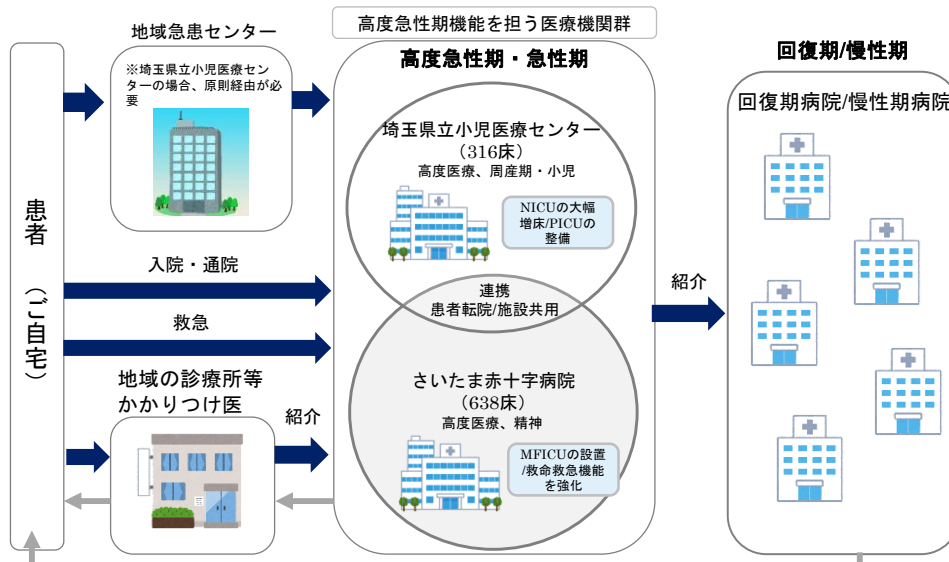 高度急性期機能を担う医療機関群
地域急患センター
※埼玉県立小児医療セン
ターの場合、原則経由が必
要
患者（ご自宅）
入院・通院
救急
地域の診療所等
かかりつけ医
紹介
高度急性期・急性期
埼玉県立小児医療センター
（316床）
高度医療、周産期・小児
NICUの大幅
増床/PICUの
整備
連携
患者転院/施設共用
さいたま赤十字病院
（638床）
高度医療、精神
MFICUの設置
/救命救急機能
を強化
紹介
回復期/慢性期
回復期病院/慢性期病院